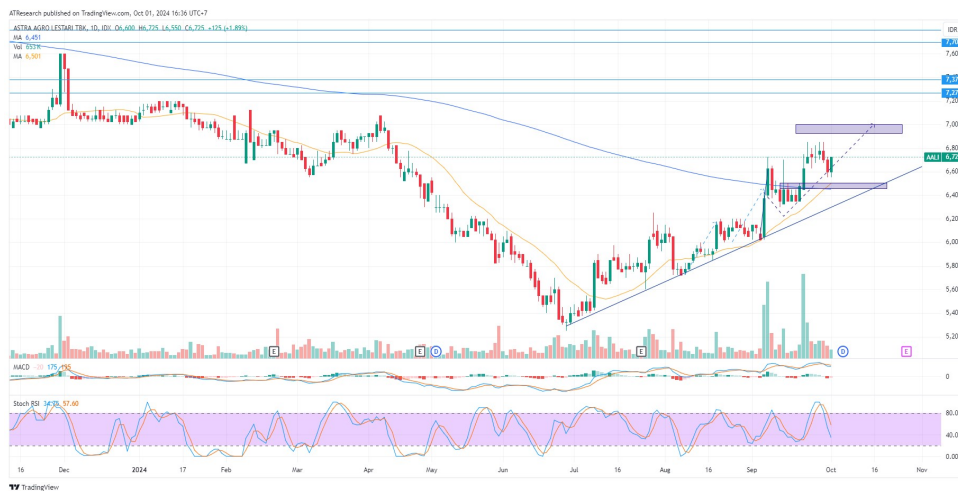 ATResearch published on TradingView.com, Oct 01, 2024 16:36 UTC+7
ASTRA AGRO LESTARI TBK, 1D, IDX O6,600 H6,725 L6,550 C6,725 +125 (+1.89%)
IDR
MA 6,451
Vol
MA 6,501
7,70
7,60
7,37
7,27
7,20
7,00
6,80
AALI 6,72
6,60
6,40
6,20
6,00
5,80
5,60
5,40
5,20
E E D E D E
MACD 175 195
0
Stoch RSI 34.75 57.60
80.0
40.0
0.00
16 Dec 2024 17 Feb Mar Apr May Jun Jul 16 Aug 16 Sep Oct 16 Nov
TradingView